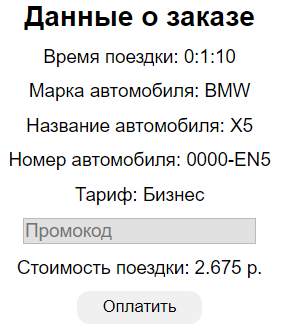 Данные о заказе
Время поездки: 0:1:10
Марка автомобиля: BMW
Название автомобиля: X5
Номер автомобиля: 0000-EN5
Тариф: Бизнес
Промокод
Стоимость поездки: 2.675 р.
Оплатить